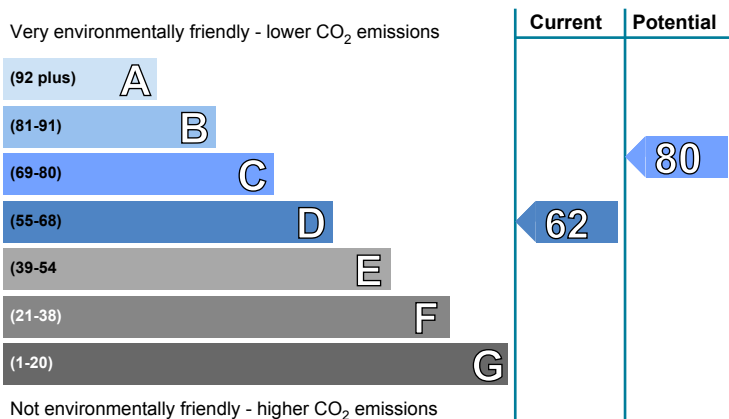 Current Potential
Very environmentally friendly - lower CO2 emissions
(92 plus) A
(81-91) B
(69-80) C
80
(55-68) D
62
(39-54 E
(21-38) F
(1-20) G
Not environmentally friendly - higher CO2 emissions